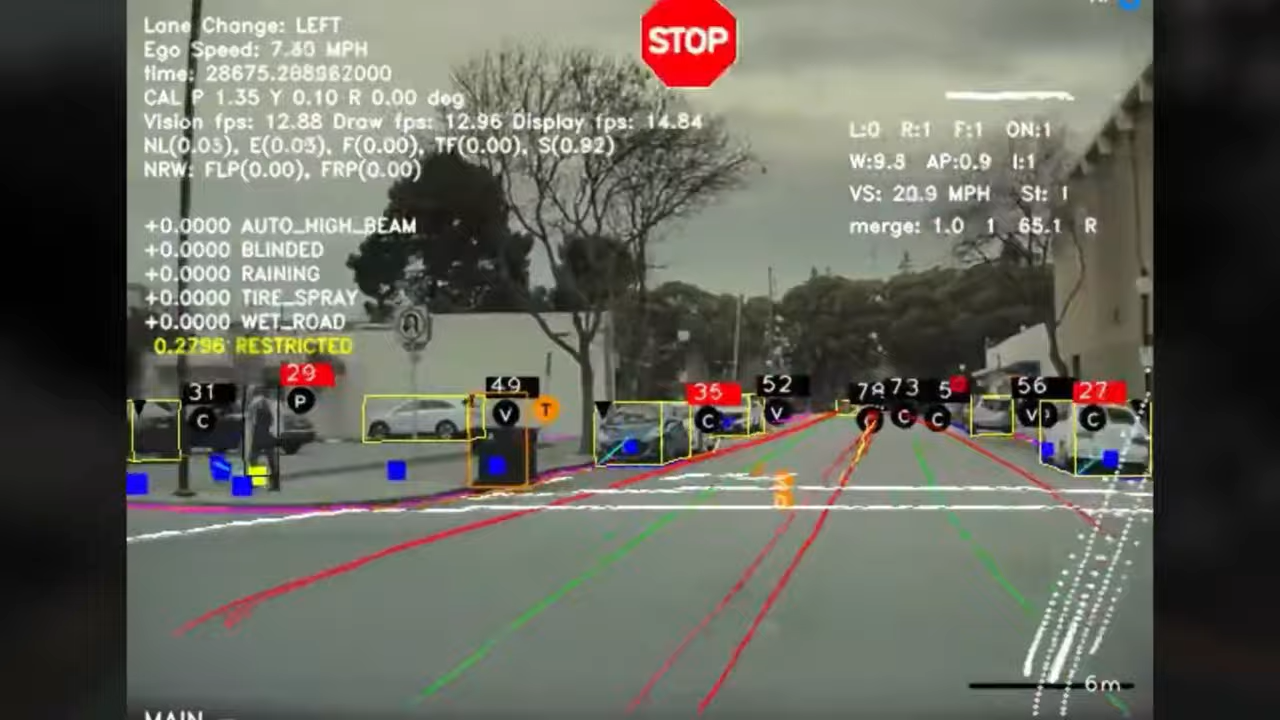 STOP
Lane Change: LEFT
Ego Speed: 7.30 MPH
time:
CAL P 1.35 Y 0.10 R 0.00 deg
Vision fps: 12.88 Draw fps: 12.96 Display fps: 14.84
NL(0.03), E(0.03), F(0.00), TF(0.00), S(0.92)
NRW: FLP(0.00), FRP(0.00)
L:0 R:1 F:1 ON:1
W:9.8 AP:0.9 I:1
VS: 20.9 MPH St: 1
merge: 1.0 1 65.1 R
+0.0000 AUTO_HIGH_BEAM
+0.0000 BLINDED
+0.0000 RAINING
+0.0000 TIRE_SPRAY
+0.0000 WET_ROAD
0.2796 RESTRICTED
31 29 49 35 52 78 73 5 56 27
C P V T C V C C V C
6m
MAIN